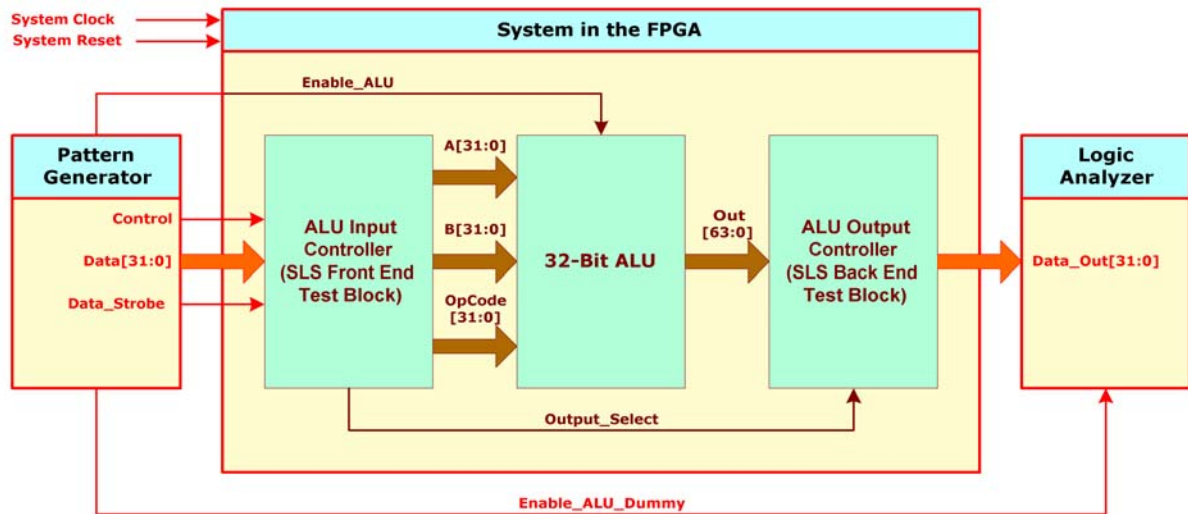 System Clock
System Reset
System in the FPGA
Enable_ALU
Pattern
Generator
Control
Data[31:0]
Data_Strobe
ALU Input
Controller
(SLS Front End
Test Block)
A[31:0]
B[31:0]
OpCode
[31:0]
32-Bit ALU
Out
[63:0]
ALU Output
Controller
(SLS Back End
Test Block)
Logic
Analyzer
Data_Out[31:0]
Output_Select
Enable_ALU_Dummy